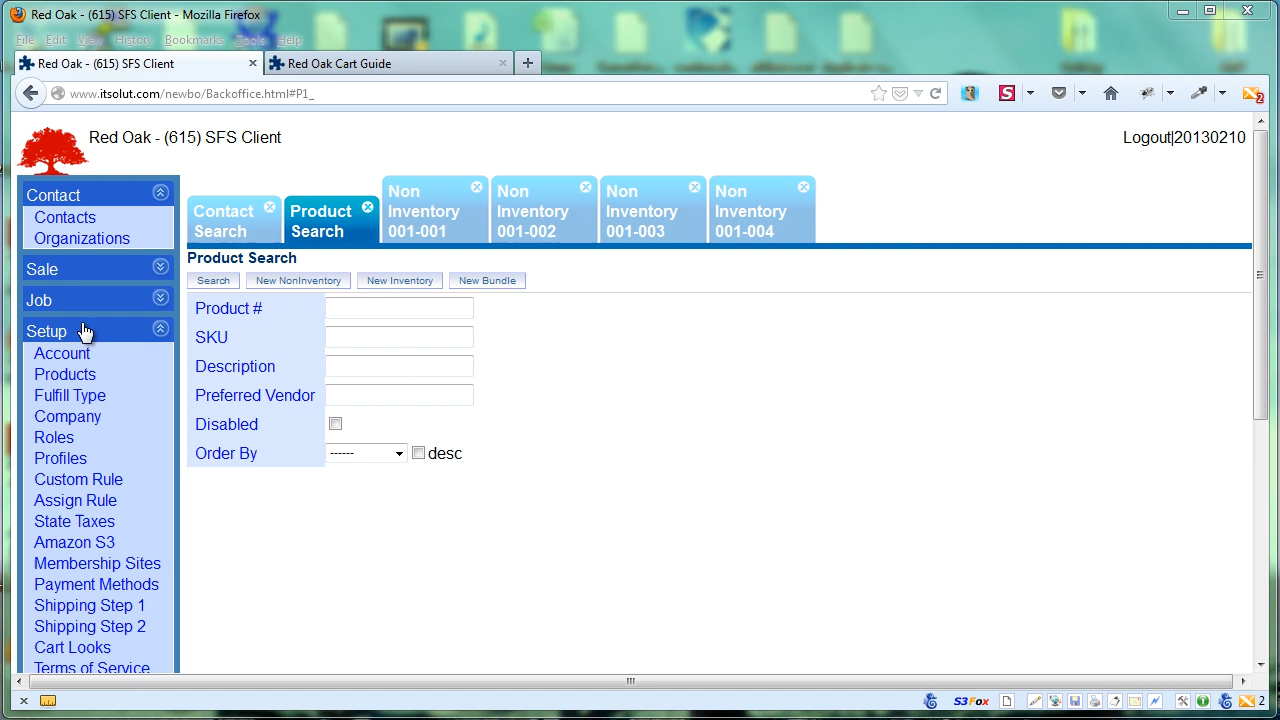 Red Oak - (615) SFS Client - Mozilla Firefox
File Edit View History Bookmarks Tools Help
Red Oak - (615) SFS Client
Red Oak Cart Guide
www.itsolut.com/newbo/Backoffice.html#P1_
Red Oak - (615) SFS Client
Logout|20130210
Contact
Contacts
Organizations
Sale
Job
Setup
Account
Products
Fulfill Type
Company
Roles
Profiles
Custom Rule
Assign Rule
State Taxes
Amazon S3
Membership Sites
Payment Methods
Shipping Step 1
Shipping Step 2
Cart Looks
Terms of Service
Contact
Search
Product
Search
Non
Inventory
001-001
Non
Inventory
001-002
Non
Inventory
001-003
Non
Inventory
001-004
Product Search
Search New NonInventory New Inventory New Bundle
Product #
SKU
Description
Preferred Vendor
Disabled
Order By ------ desc
S3Fox
2
2